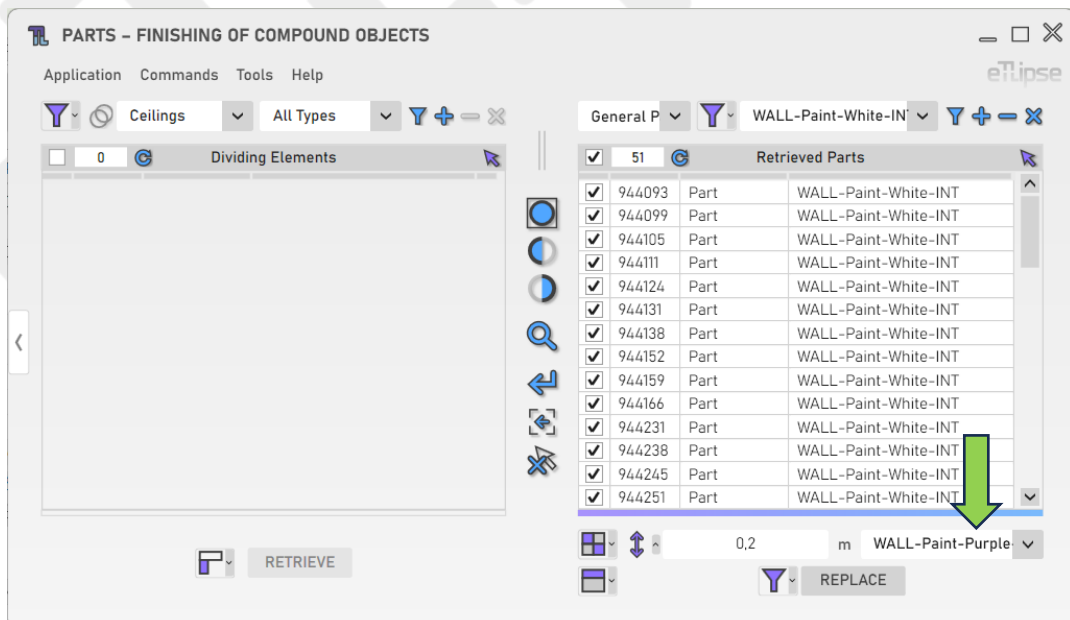 PARTS – FINISHING OF COMPOUND OBJECTS
Application Commands Tools Help
eTLipse
Ceilings All Types
General P WALL-Paint-White-IN
0 Dividing Elements
51 Retrieved Parts
944093 Part WALL-Paint-White-INT
944099 Part WALL-Paint-White-INT
944105 Part WALL-Paint-White-INT
944111 Part WALL-Paint-White-INT
944124 Part WALL-Paint-White-INT
944131 Part WALL-Paint-White-INT
944138 Part WALL-Paint-White-INT
944152 Part WALL-Paint-White-INT
944159 Part WALL-Paint-White-INT
944166 Part WALL-Paint-White-INT
944231 Part WALL-Paint-White-INT
944238 Part WALL-Paint-White-INT
944245 Part WALL-Paint-White-INT
944251 Part WALL-Paint-White-INT
0,2 m WALL-Paint-Purple-
RETRIEVE
REPLACE